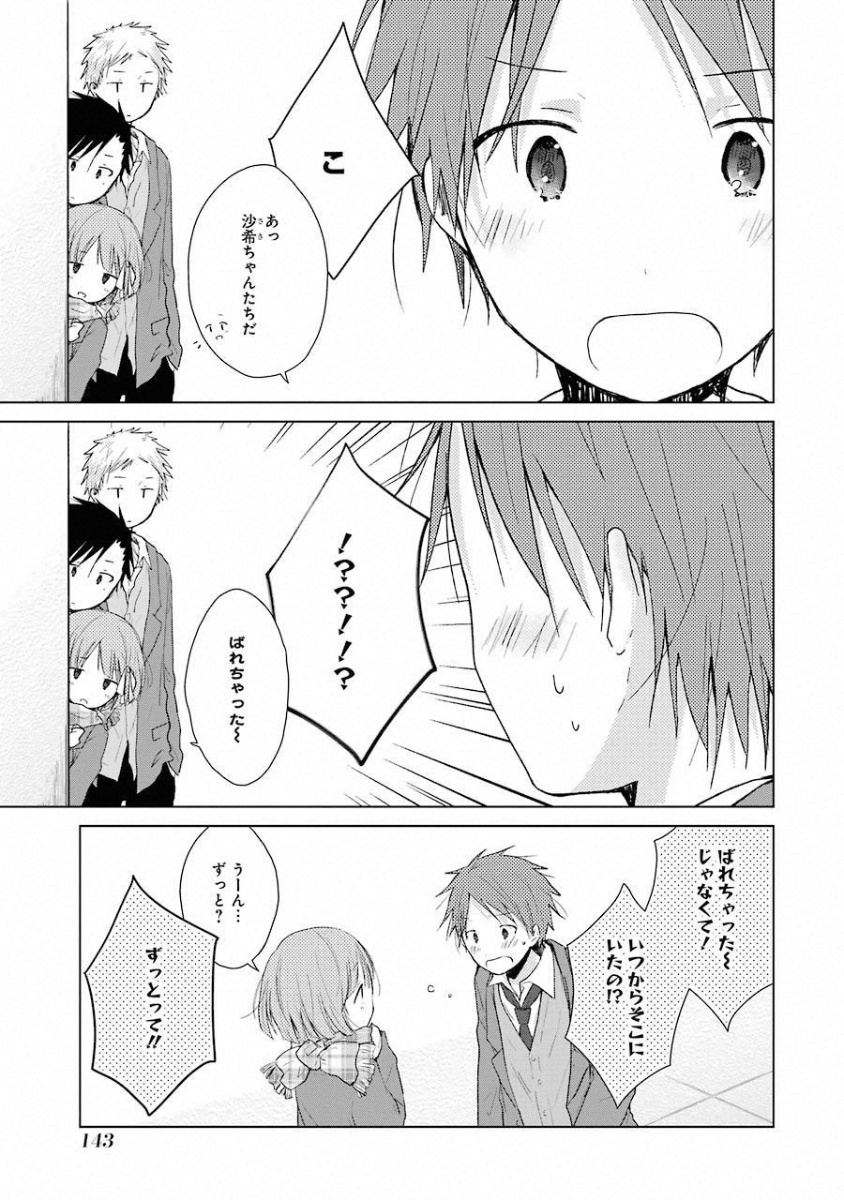 こ
あっ
沙希ちゃんたちだ
さき
！？？！！？
ばれちゃった〜
ばれちゃった〜
じゃなくて！
いつからそこに
いたの!?
うーん…
ずっと？
ずっとって!!
143